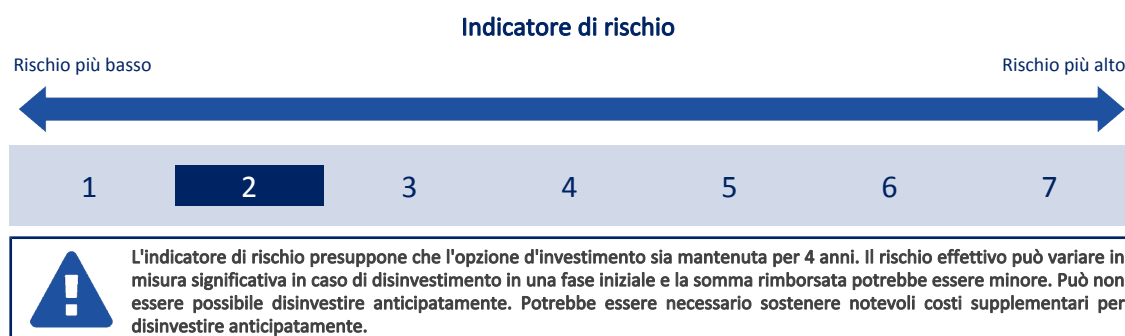 Indicatore di rischio
Rischio più basso
Rischio più alto
1 2 3 4 5 6 7
L'indicatore di rischio presuppone che l'opzione d'investimento sia mantenuta per 4 anni. Il rischio effettivo può variare in
misura significativa in caso di disinvestimento in una fase iniziale e la somma rimborsata potrebbe essere minore. Può non
essere possibile disinvestire anticipatamente. Potrebbe essere necessario sostenere notevoli costi supplementari per
disinvestire anticipatamente.